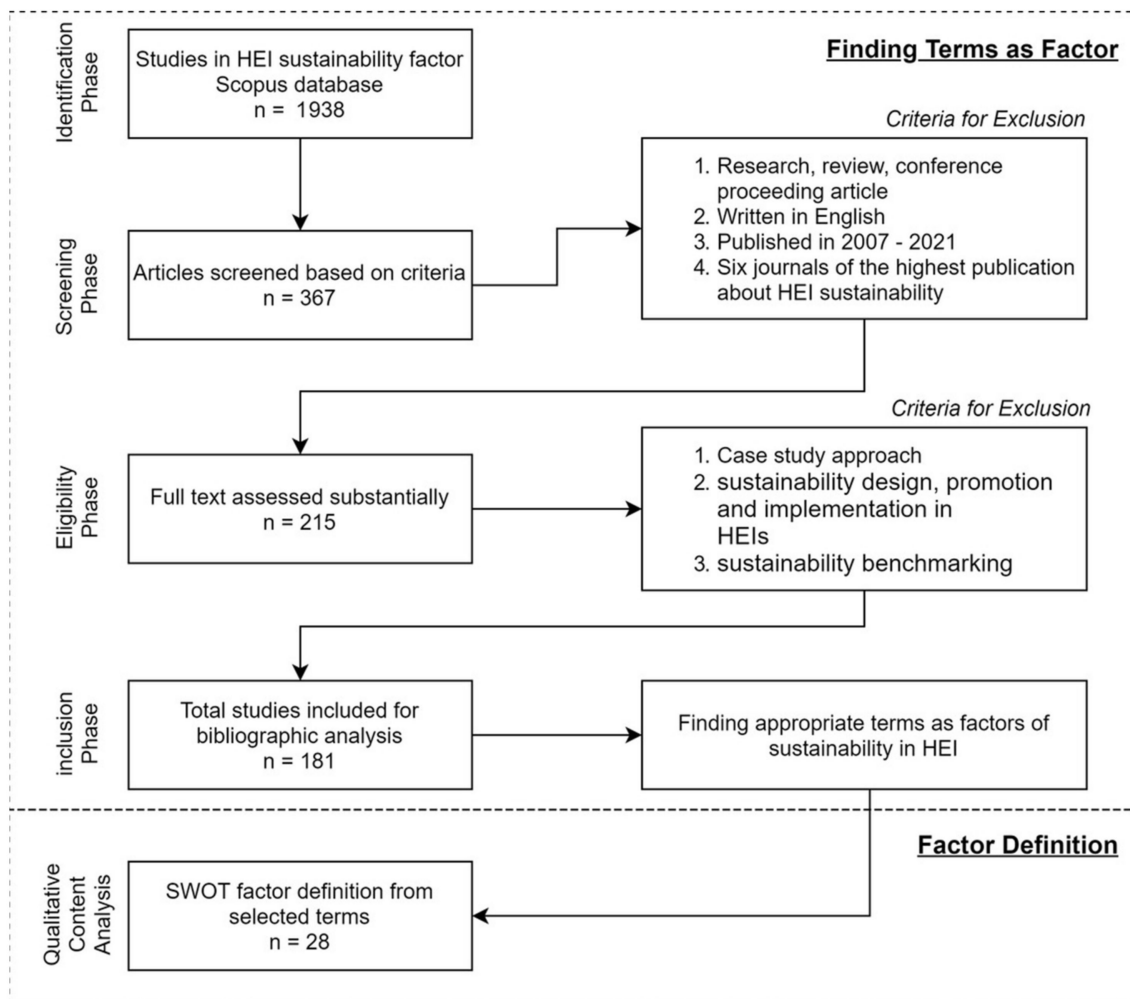 Finding Terms as Factor
Identification
Phase
Studies in HEI sustainability factor
Scopus database
n = 1938
Criteria for Exclusion
Screening
Phase
Articles screened based on criteria
n = 367
1. Research, review, conference
proceeding article
2. Written in English
3. Published in 2007 - 2021
4. Six journals of the highest publication
about HEI sustainability
Criteria for Exclusion
Eligibility
Phase
Full text assessed substantially
n = 215
1. Case study approach
2. sustainability design, promotion
and implementation in
HEIs
3. sustainability benchmarking
inclusion
Phase
Total studies included for
bibliographic analysis
n = 181
Finding appropriate terms as factors of
sustainability in HEI
Factor Definition
Qualitative
Content
Analysis
SWOT factor definition from
selected terms
n = 28